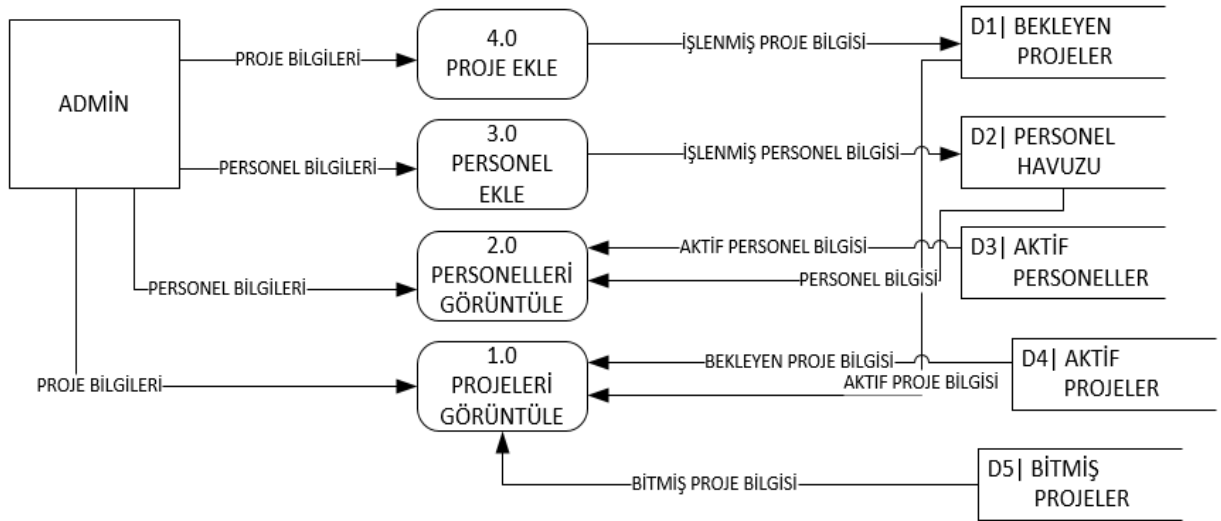 ADMİN
PROJE BİLGİLERİ
4.0
PROJE EKLE
İŞLENMİŞ PROJE BİLGİSİ
D1| BEKLEYEN
PROJELER
PERSONEL BİLGİLERİ
3.0
PERSONEL
EKLE
İŞLENMİŞ PERSONEL BİLGİSİ
D2| PERSONEL
HAVUZU
PERSONEL BİLGİLERİ
2.0
PERSONELLERİ
GÖRÜNTÜLE
AKTİF PERSONEL BİLGİSİ
PERSONEL BİLGİSİ
D3| AKTİF
PERSONELLER
PROJE BİLGİLERİ
1.0
PROJELERİ
GÖRÜNTÜLE
BEKLEYEN PROJE BİLGİSİ
AKTIF PROJE BİLGİSİ
D4| AKTİF
PROJELER
BİTMİŞ PROJE BİLGİSİ
D5| BİTMİŞ
PROJELER